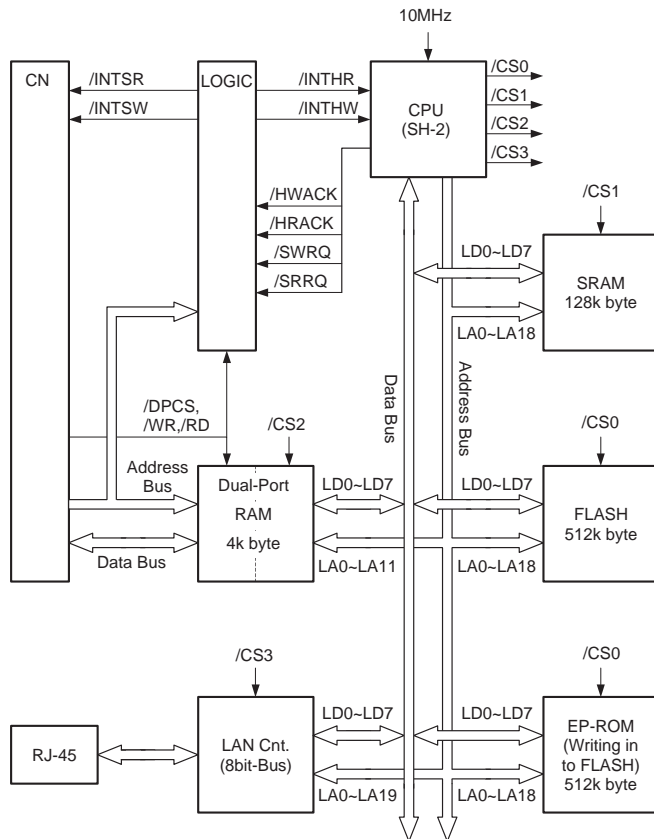 10MHz
CN
/INTSR
LOGIC
/INTHR
/INTSW
/INTHW
CPU
(SH-2)
/CS0
/CS1
/CS2
/CS3
/HWACK
/HRACK
/SWRQ
/SRRQ
/CS1
LD0~LD7
SRAM
128k byte
LA0~LA18
Data Bus
Address Bus
/DPCS,
/WR,/RD
/CS2
/CS0
Address
Bus
Dual-Port
RAM
4k byte
LD0~LD7
LD0~LD7
FLASH
512k byte
Data Bus
LA0~LA11
LA0~LA18
/CS3
/CS0
RJ-45
LAN Cnt.
(8bit-Bus)
LD0~LD7
LD0~LD7
EP-ROM
(Writing in
to FLASH)
512k byte
LA0~LA19
LA0~LA18